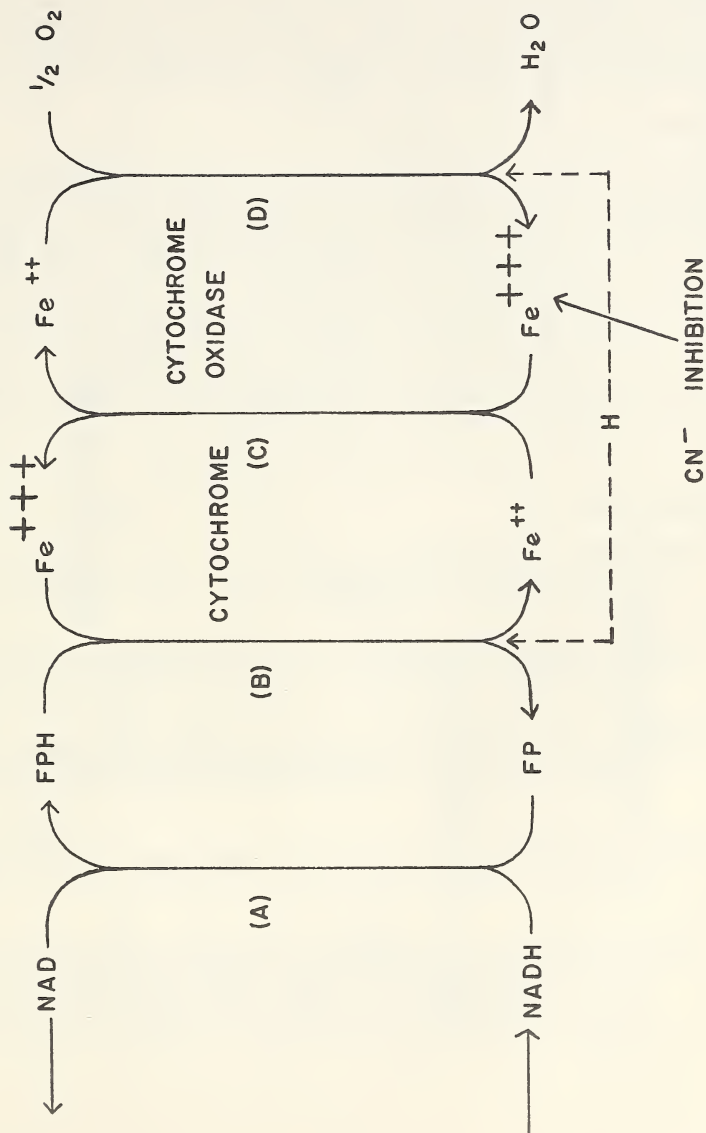 NAD
FPH
Fe+++
Fe++
1/2 O2
(A)
(B)
CYTOCHROME
(C)
CYTOCHROME
OXIDASE
(D)
NADH
FP
Fe++
Fe+++
H2O
H
CN− INHIBITION